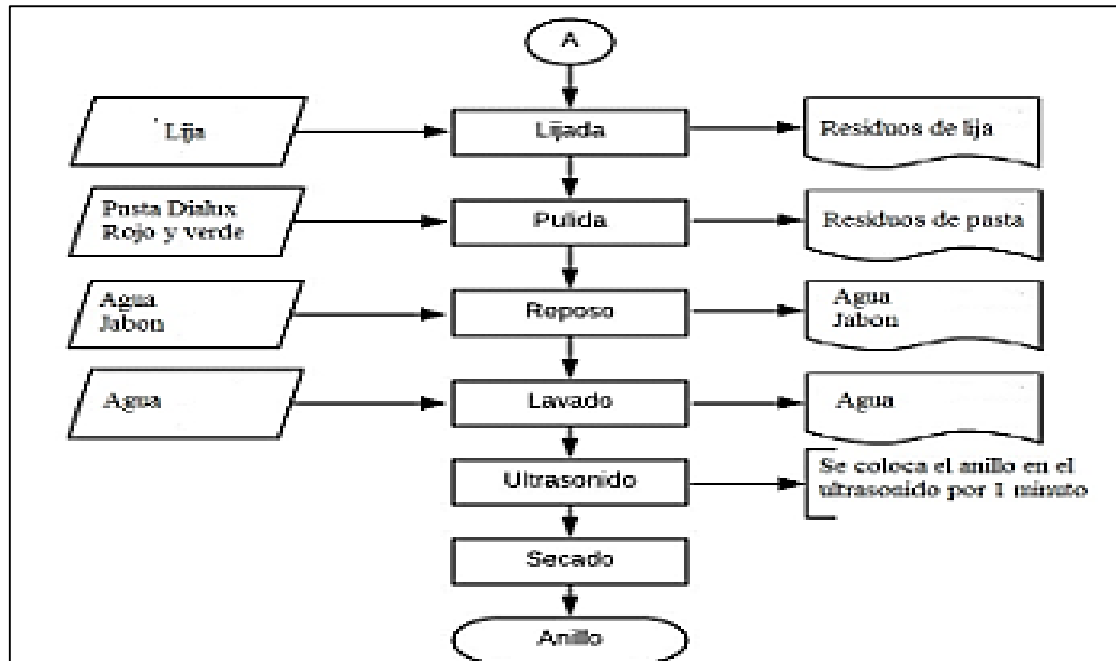 A
Lija
Lijada
Residuos de lija
Pasta Dialux
Rojo y verde
Pulida
Residuos de pasta
Agua
Jabon
Reposo
Agua
Jabon
Agua
Lavado
Agua
Ultrasonido
Se coloca el anillo en el
ultrasonido por 1 minuto
Secado
Anillo